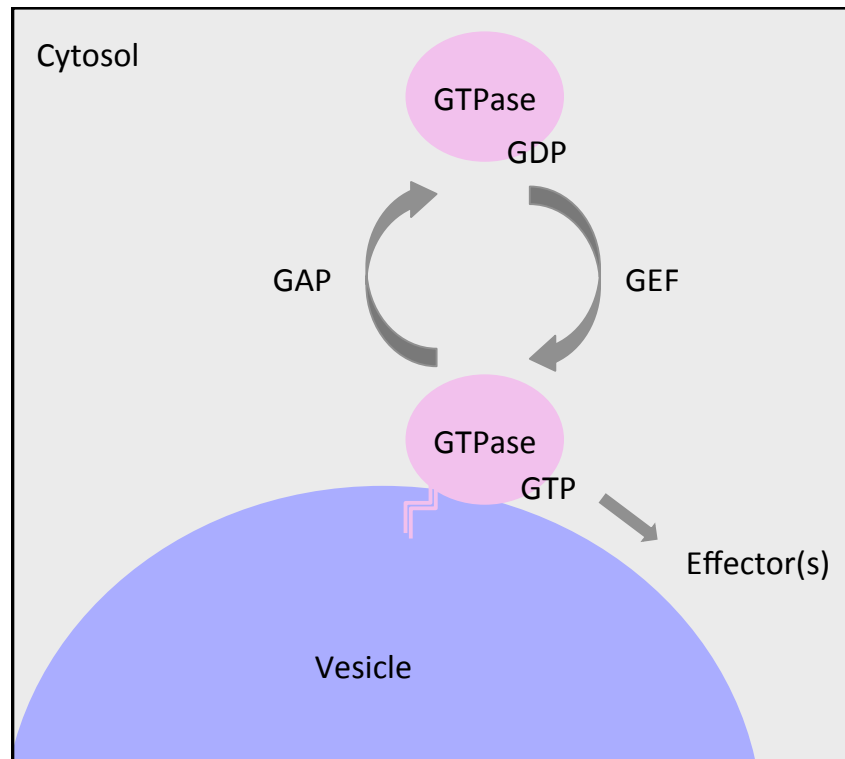 Cytosol
GTPase
GDP
GAP
GEF
GTPase
GTP
Effector(s)
Vesicle